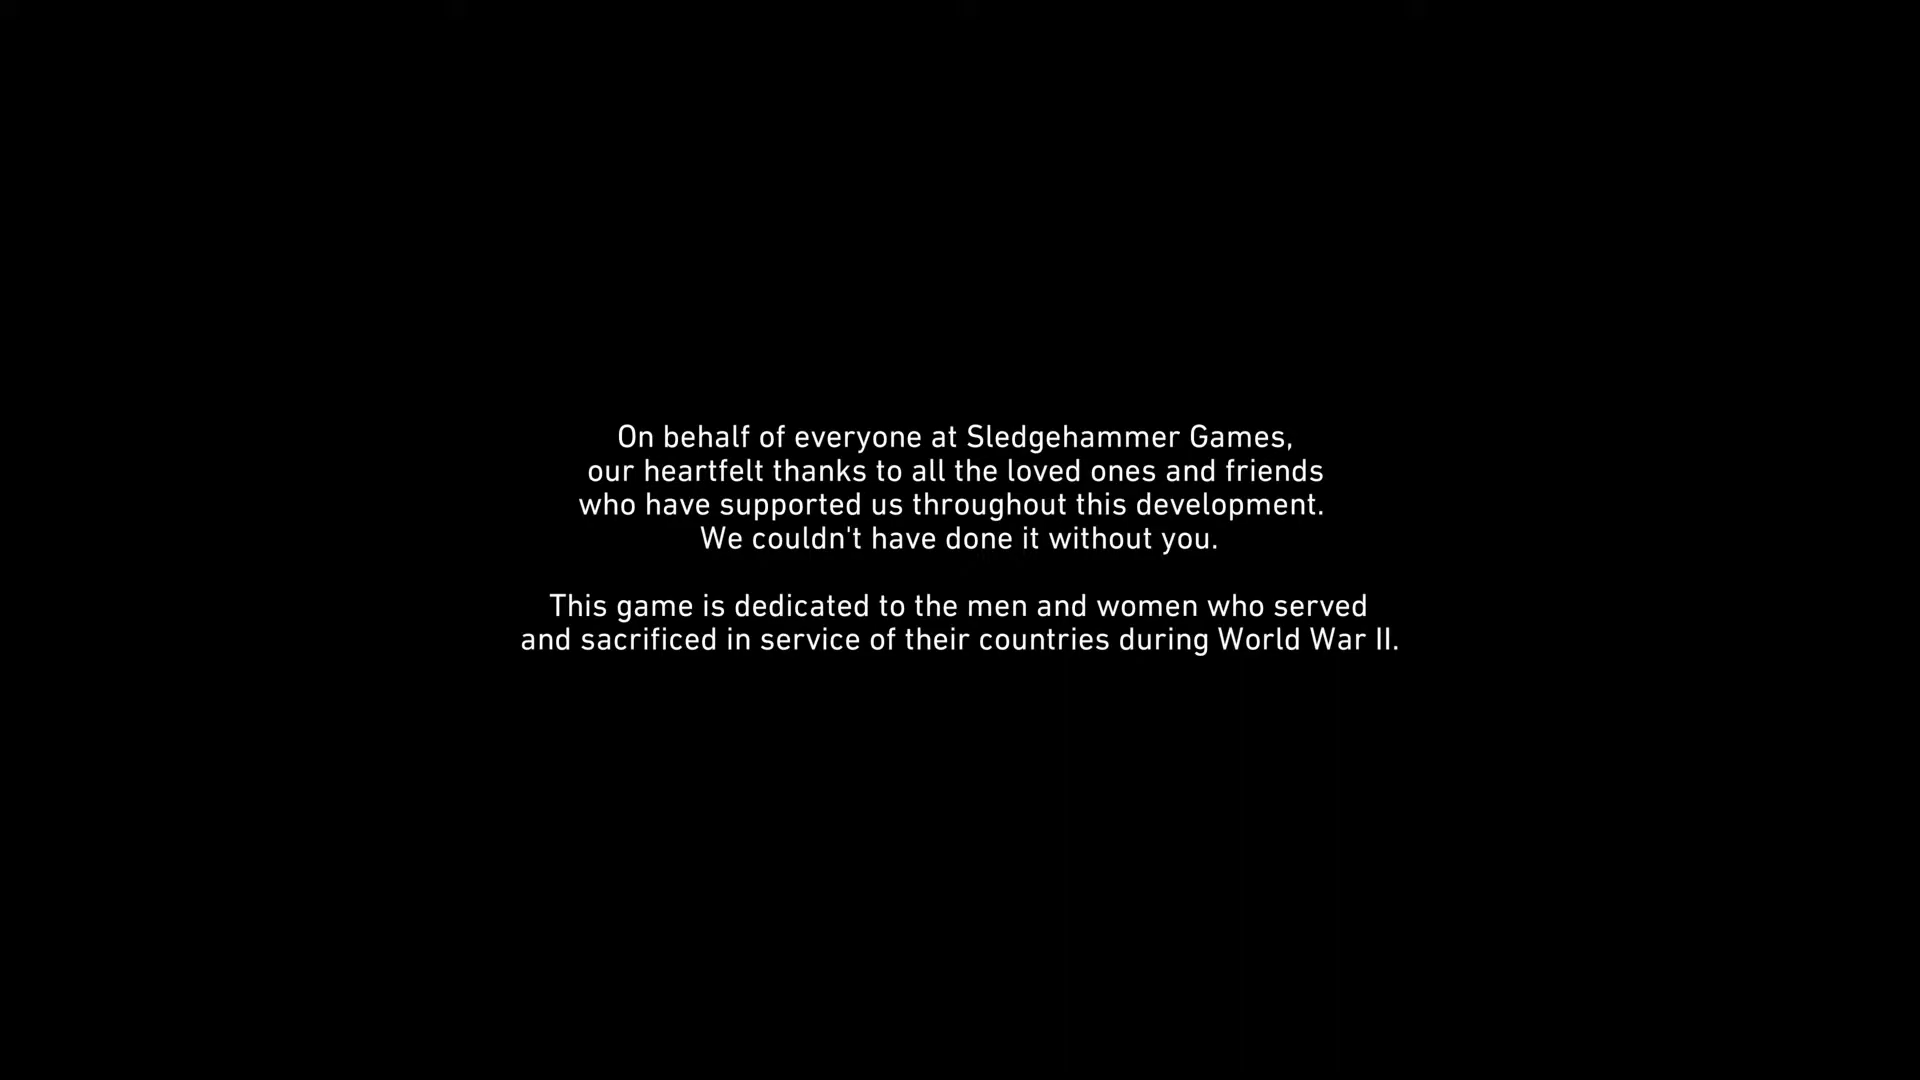 On behalf of everyone at Sledgehammer Games,
our heartfelt thanks to all the loved ones and friends
who have supported us throughout this development.
We couldn't have done it without you.
This game is dedicated to the men and women who served
and sacrificed in service of their countries during World War II.